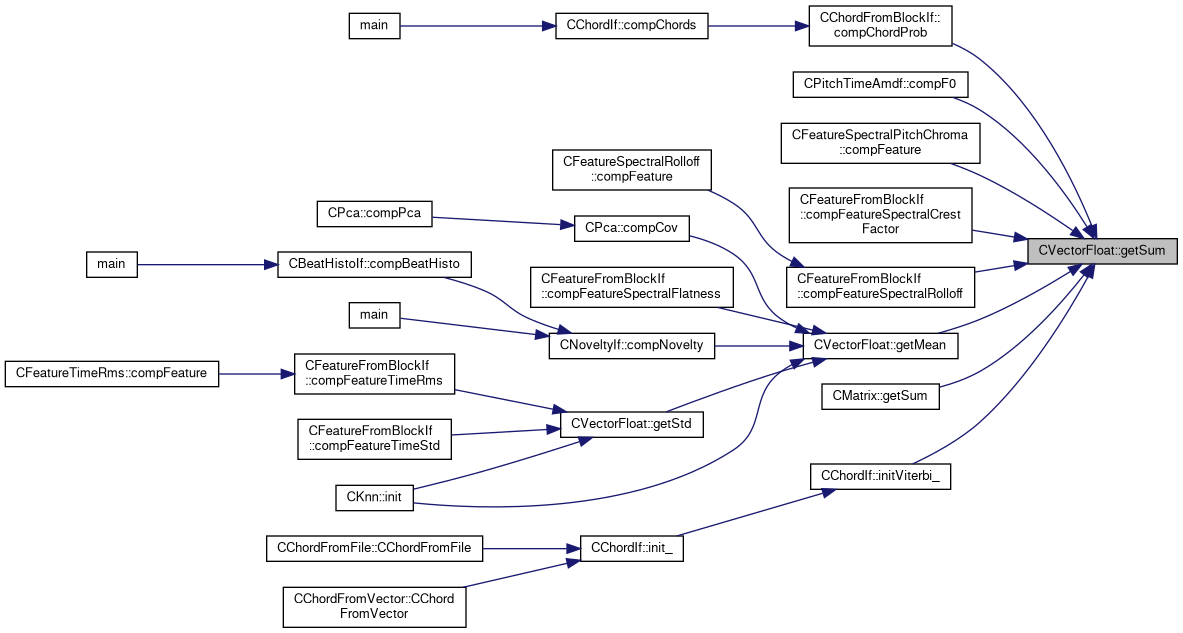 main
CChordIf::compChords
CChordFromBlockIf::
compChordProb
CPitchTimeAmdf::compF0
CFeatureSpectralPitchChroma
::compFeature
CFeatureSpectralRolloff
::compFeature
CFeatureFromBlockIf
::compFeatureSpectralCrest
Factor
CPca::compPca
CPca::compCov
CVectorFloat::getSum
main
CBeatHistoIf::compBeatHisto
CFeatureFromBlockIf
::compFeatureSpectralFlatness
CFeatureFromBlockIf
::compFeatureSpectralRolloff
main
CNoveltyIf::compNovelty
CVectorFloat::getMean
CFeatureTimeRms::compFeature
CFeatureFromBlockIf
::compFeatureTimeRms
CMatrix::getSum
CFeatureFromBlockIf
::compFeatureTimeStd
CVectorFloat::getStd
CKnn::init
CChordIf::initViterbi_
CChordFromFile::CChordFromFile
CChordIf::init_
CChordFromVector::CChord
FromVector